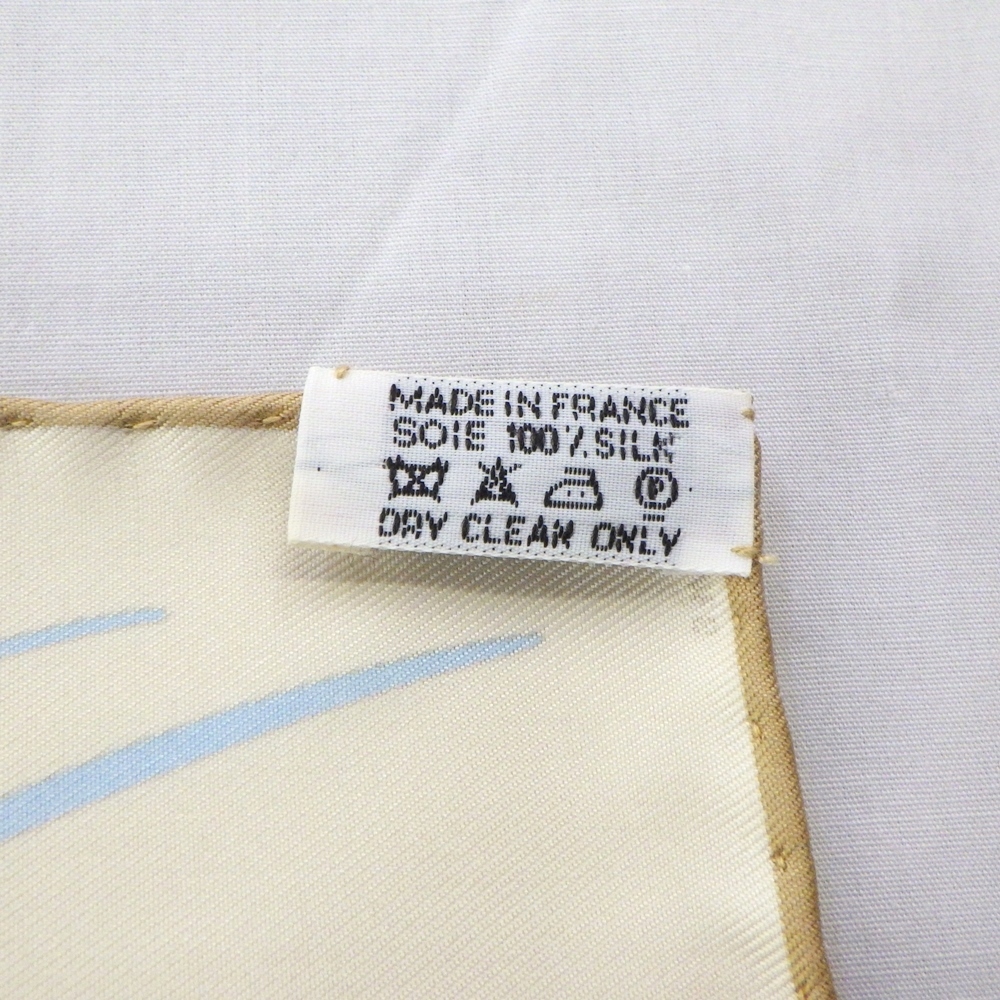 MADE IN FRANCE
SOIE 100% SILK
P
DRY CLEAN ONLY